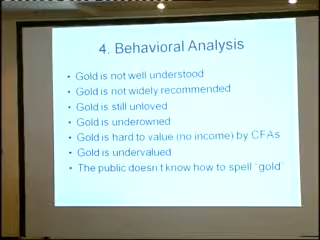 4. Behavioral Analysis
• Gold is not well understood
• Gold is not widely recommended
• Gold is still unloved
• Gold is underowned
• Gold is hard to value (no income) by CFAs
• Gold is undervalued
• The public doesn't know how to spell "gold"